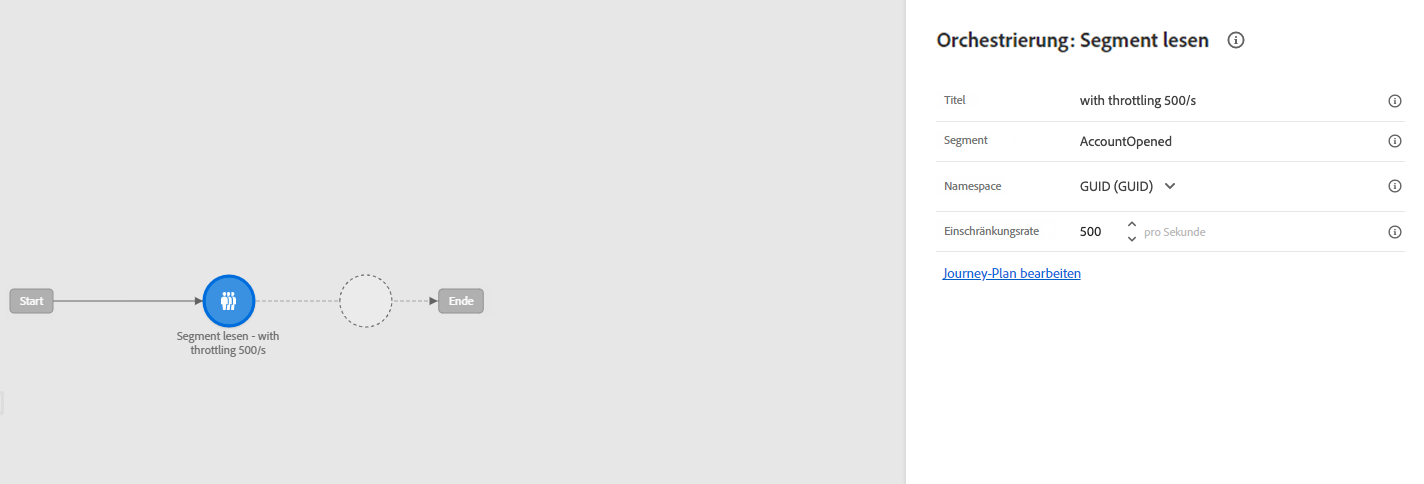 Orchestrierung: Segment lesen
Titel with throttling 500/s
Segment AccountOpened
Namespace GUID (GUID)
Einschränkungsrate 500 pro Sekunde
Journey-Plan bearbeiten
Start
Ende
Segment lesen - with
throttling 500/s